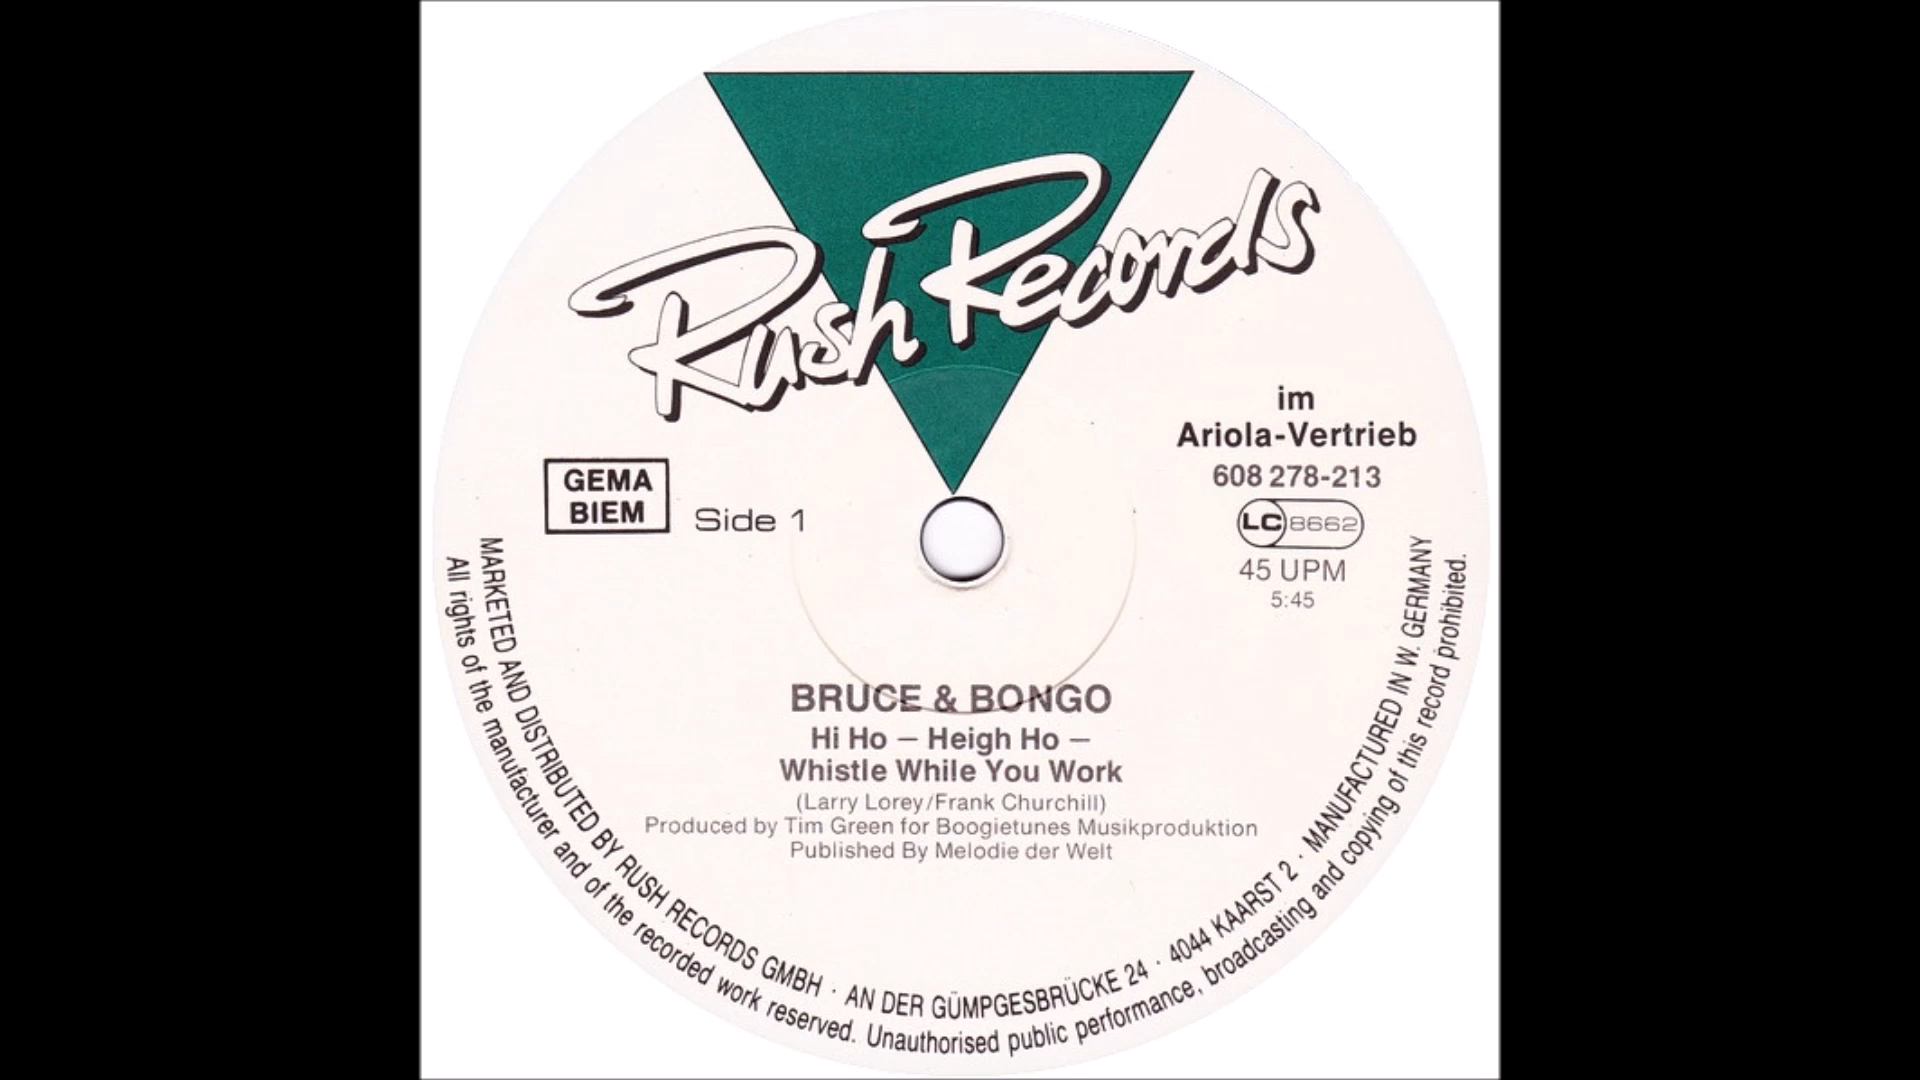 Rush Records
im
Ariola-Vertrieb
608 278-213
LC 8662
45 UPM
5:45
GEMA
BIEM
Side 1
BRUCE & BONGO
Hi Ho – Heigh Ho –
Whistle While You Work
(Larry Lorey/Frank Churchill)
Produced by Tim Green for Boogietunes Musikproduktion
Published By Melodie der Welt
MARKETED AND DISTRIBUTED BY RUSH RECORDS GMBH · AN DER GÜMPGESBRÜCKE 24 · 4044 KAARST 2 · MANUFACTURED IN W. GERMANY
All rights of the manufacturer and of the recorded work reserved. Unauthorised public performance, broadcasting and copying of this record prohibited.